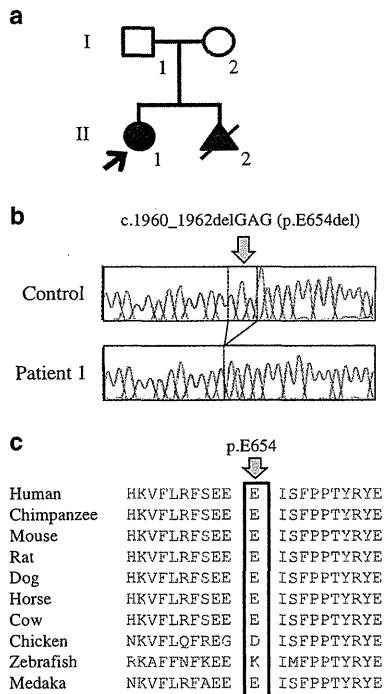 a
I
1
2
II
1
2
b
c.1960_1962delGAG (p.E654del)
Control
Patient 1
c
p.E654
Human HKVFLRFSEE E ISFPPTYRYE
Chimpanzee HKVFLRFSEE E ISFPPTYRYE
Mouse HKVFLRFSEE E ISFPPTYRYE
Rat HKVFLRFSEE E ISFPPTYRYE
Dog HKVFLRFSEE E ISFPPTYRYE
Horse HKVFLRFSEE E ISFPPTYRYE
Cow HKVFLRFSEE E ISFPPTYRYE
Chicken NKVFLQFREG D ISFPPTYRYE
Zebrafish RKAFFNFKEE K IMFPPTYRYE
Medaka NKVFLRFAEE E ISFPPTYRYE